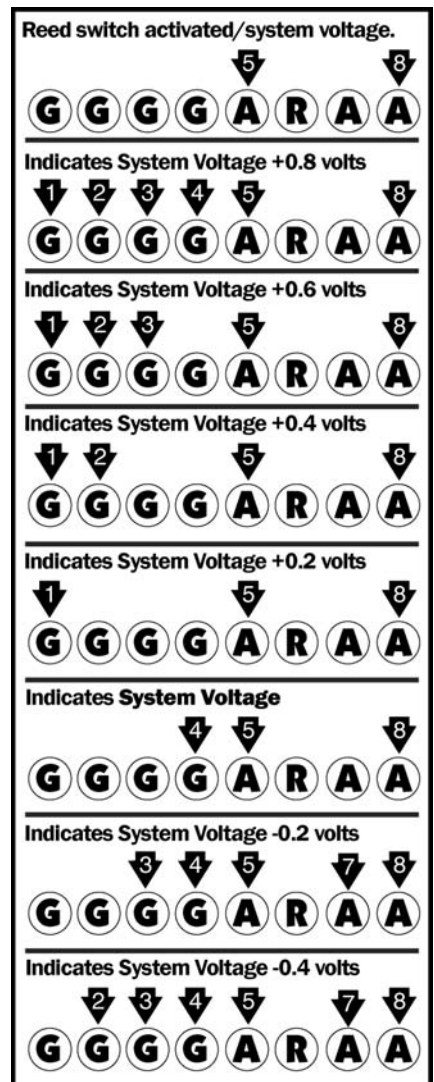 Reed switch activated/system voltage.
5 8
G G G G A R A A
Indicates System Voltage +0.8 volts
1 2 3 4 5 8
G G G G A R A A
Indicates System Voltage +0.6 volts
1 2 3 5 8
G G G G A R A A
Indicates System Voltage +0.4 volts
1 2 5 8
G G G G A R A A
Indicates System Voltage +0.2 volts
1 5 8
G G G G A R A A
Indicates System Voltage
4 5 8
G G G G A R A A
Indicates System Voltage -0.2 volts
3 4 5 7 8
G G G G A R A A
Indicates System Voltage -0.4 volts
2 3 4 5 7 8
G G G G A R A A